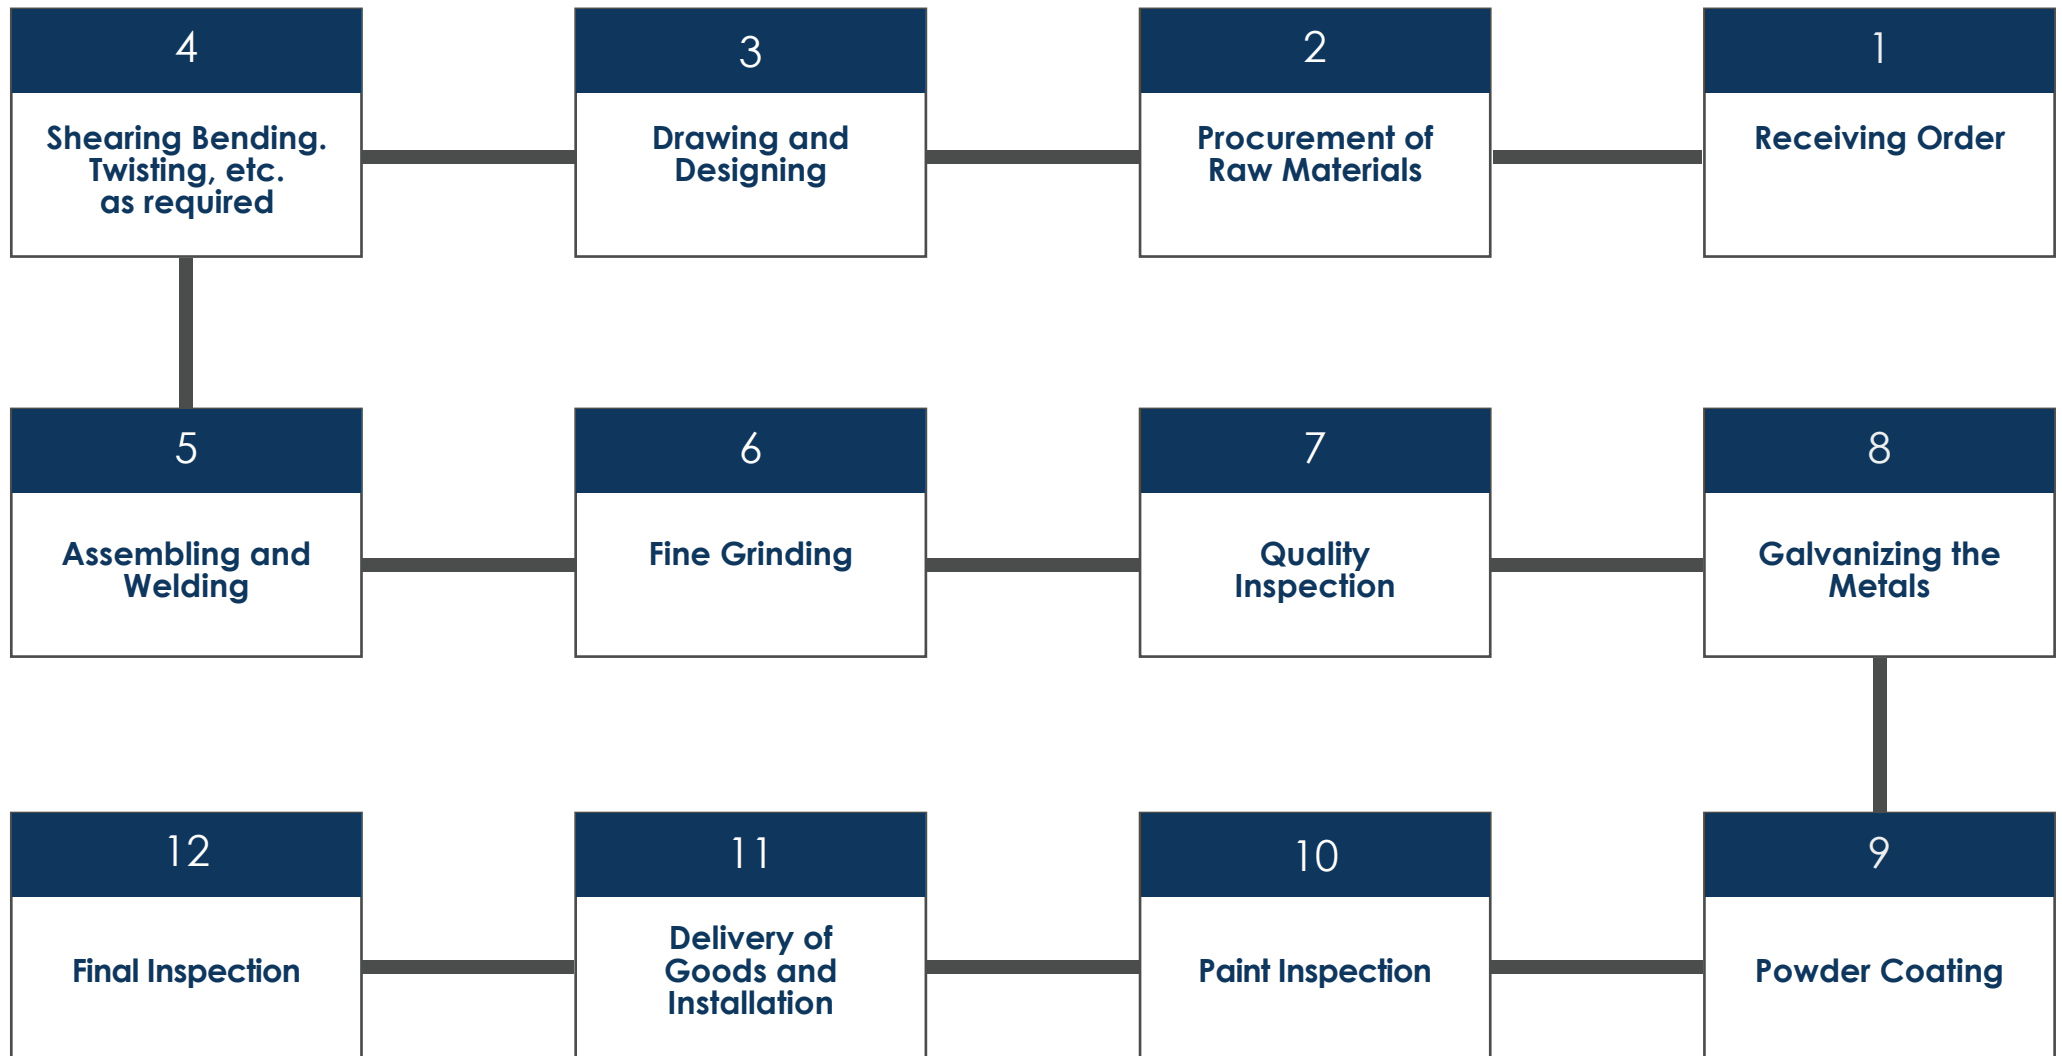 1
Receiving Order
2
Procurement of
Raw Materials
3
Drawing and
Designing
4
Shearing Bending.
Twisting, etc.
as required
5
Assembling and
Welding
6
Fine Grinding
7
Quality
Inspection
8
Galvanizing the
Metals
9
Powder Coating
10
Paint Inspection
11
Delivery of
Goods and
Installation
12
Final Inspection